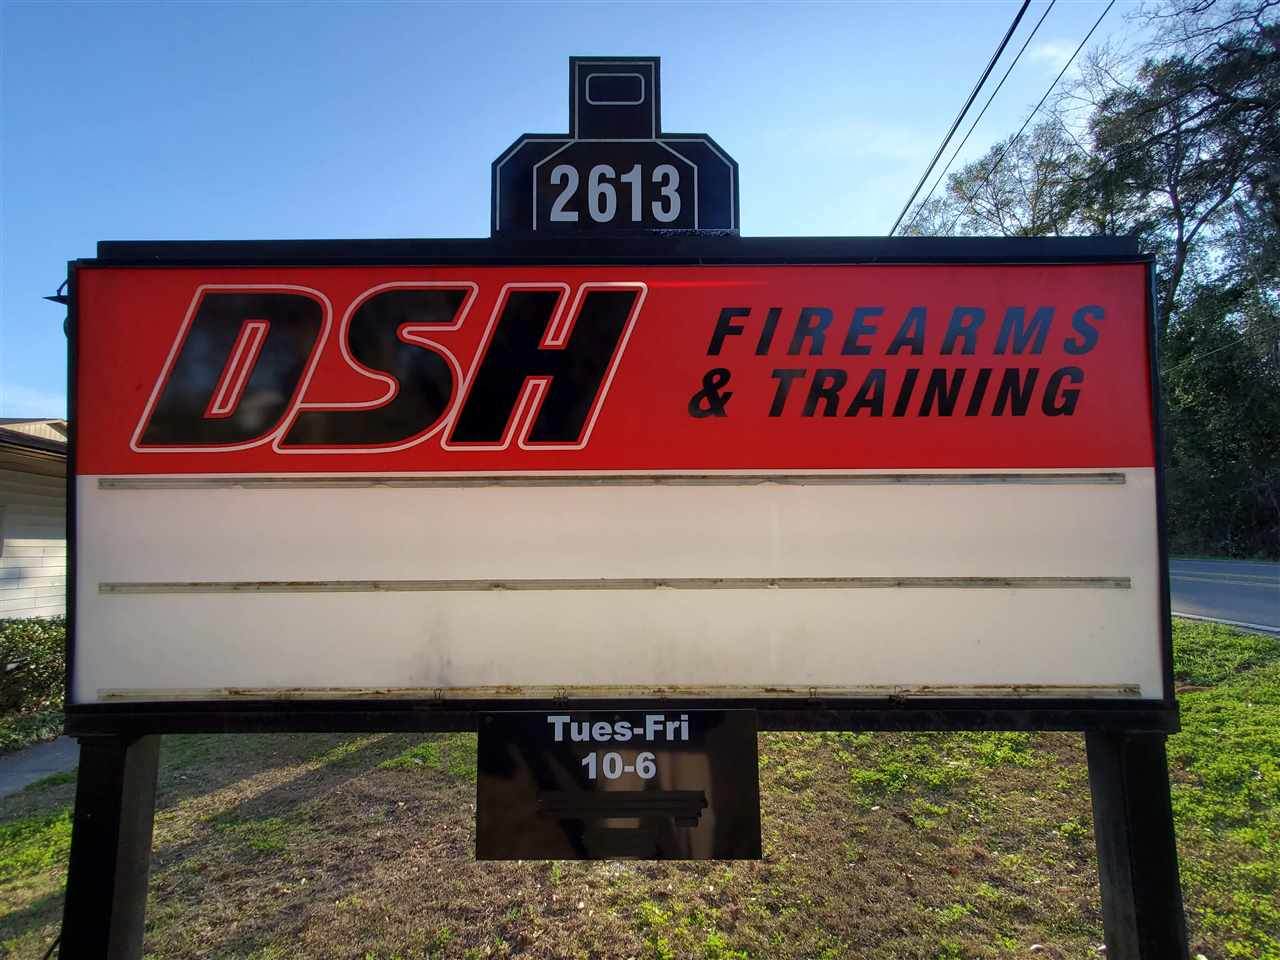 2613
DSH
FIREARMS
& TRAINING
Tues-Fri
10-6